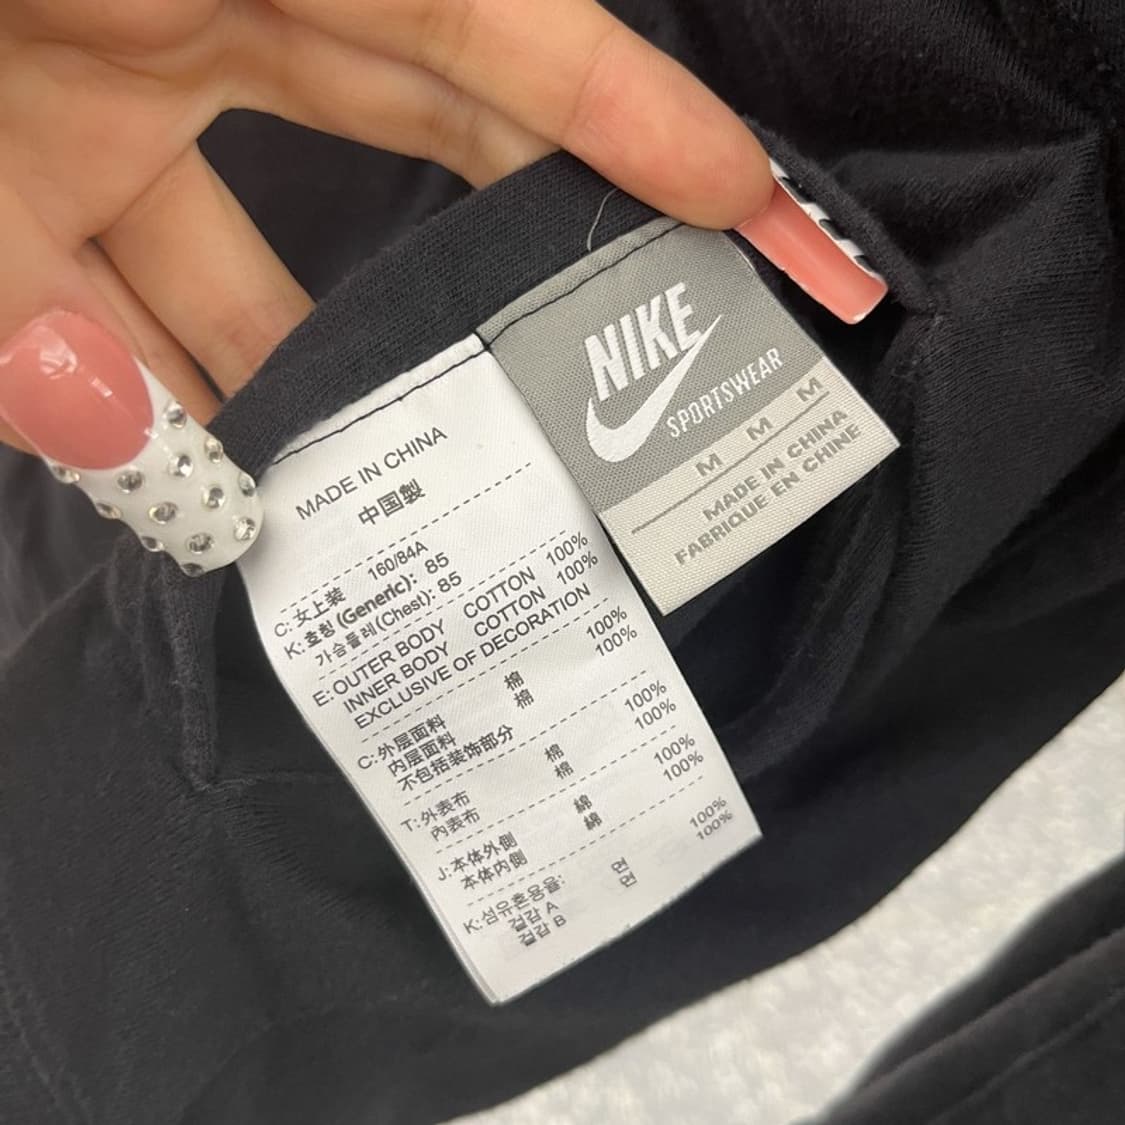 NIKE
SPORTSWEAR
M M M
MADE IN CHINA
FABRIQUE EN CHINE
MADE IN CHINA
中国製
160/84A
C:女上装
K:호칭(Generic): 85
가슴둘레(Chest): 85
E:OUTER BODY COTTON 100%
INNER BODY COTTON 100%
EXCLUSIVE OF DECORATION
C:外层面料 棉 100%
内层面料 棉 100%
不包括装饰部分
T:外表布 棉 100%
內表布 棉 100%
J:本体外側 綿 100%
本体内側 綿 100%
K:섬유혼용율:
겉감 A 면 100%
겉감 B 면 100%